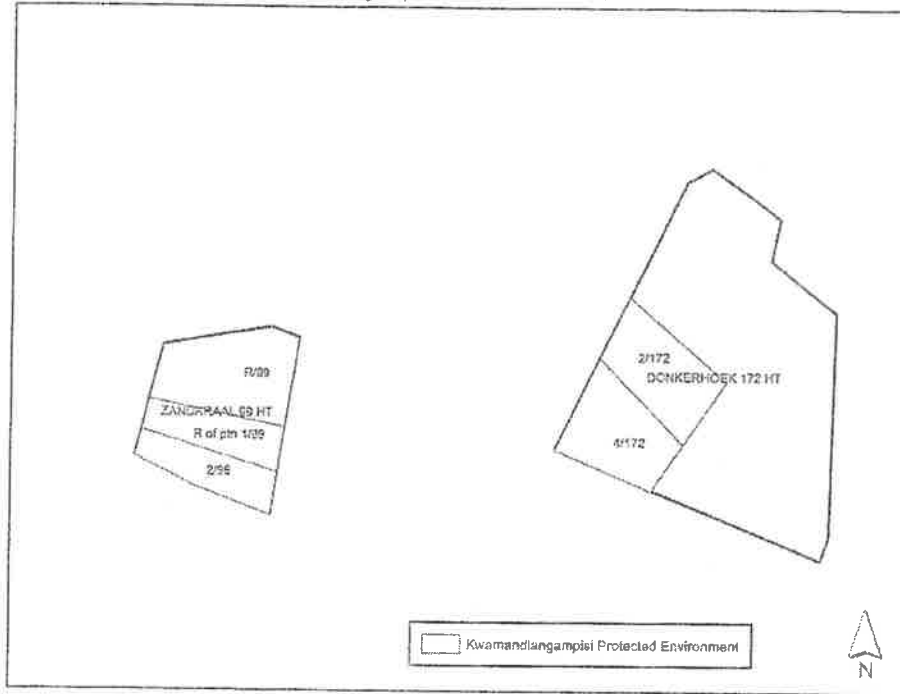 R/99
ZANDKRAAL 99 HT
R of ptn 1/99
2/99
2/172
DONKERHOEK 172 HT
4/172
Kwamandlangampisi Protected Environment
N